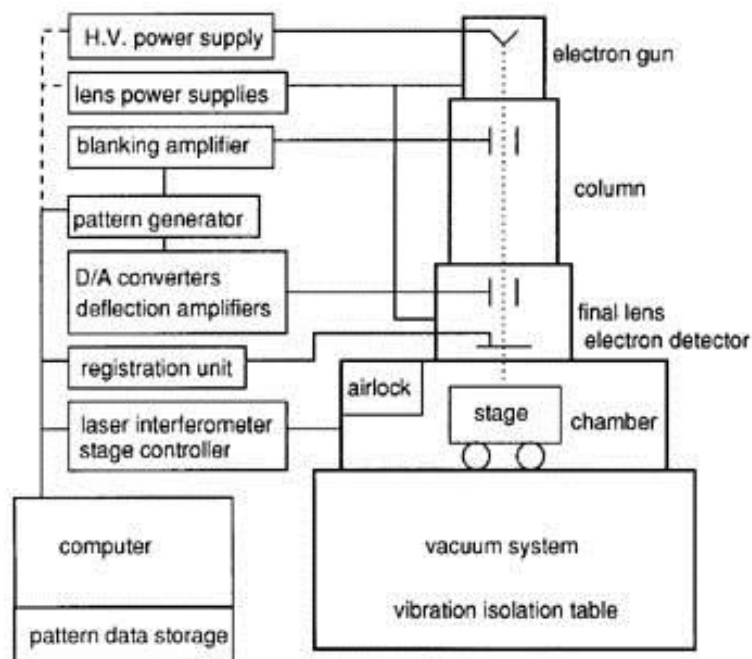 H.V. power supply
electron gun
lens power supplies
blanking amplifier
column
pattern generator
D/A converters
deflection amplifiers
final lens
electron detector
registration unit
airlock
stage
chamber
laser interferometer
stage controller
computer
vacuum system
vibration isolation table
pattern data storage